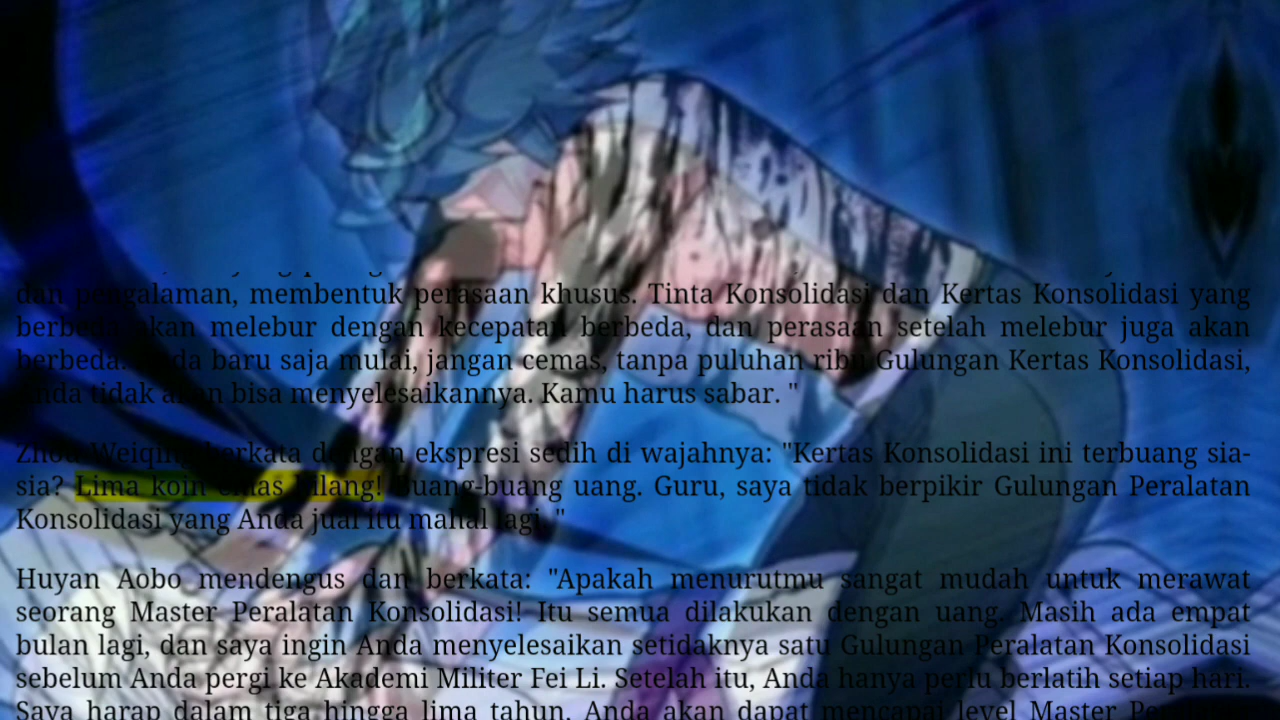 dan pengalaman, membentuk perasaan khusus. Tinta Konsolidasi dan Kertas Konsolidasi yang
berbeda akan melebur dengan kecepatan berbeda, dan perasaan setelah melebur juga akan
berbeda. Anda baru saja mulai, jangan cemas, tanpa puluhan ribu Gulungan Kertas Konsolidasi,
Anda tidak akan bisa menyelesaikannya. Kamu harus sabar. "
Zhou Weiqing berkata dengan ekspresi sedih di wajahnya: "Kertas Konsolidasi ini terbuang sia-
sia? Lima koin emas hilang! Buang-buang uang. Guru, saya tidak berpikir Gulungan Peralatan
Konsolidasi yang Anda jual itu mahal lagi. "
Huyan Aobo mendengus dan berkata: "Apakah menurutmu sangat mudah untuk merawat
seorang Master Peralatan Konsolidasi! Itu semua dilakukan dengan uang. Masih ada empat
bulan lagi, dan saya ingin Anda menyelesaikan setidaknya satu Gulungan Peralatan Konsolidasi
sebelum Anda pergi ke Akademi Militer Fei Li. Setelah itu, Anda hanya perlu berlatih setiap hari.
Saya harap dalam tiga hingga lima tahun, Anda akan dapat mencapai level Master Peralatan